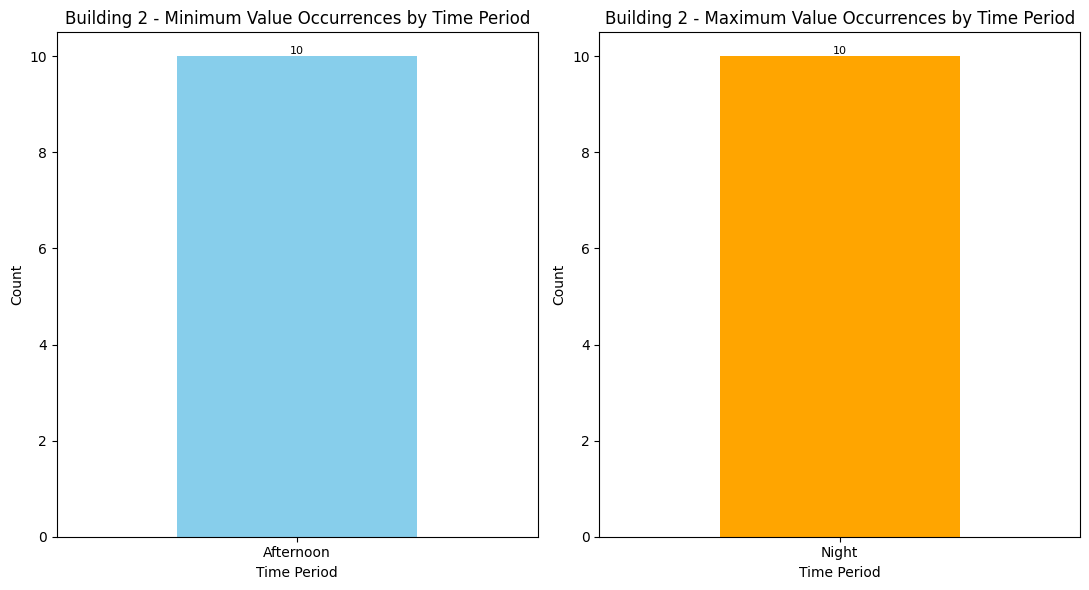 Building 2 - Minimum Value Occurrences by Time Period
10
10
8
6
4
2
0
Count
Afternoon
Time Period
Building 2 - Maximum Value Occurrences by Time Period
10
10
8
6
4
2
0
Count
Night
Time Period